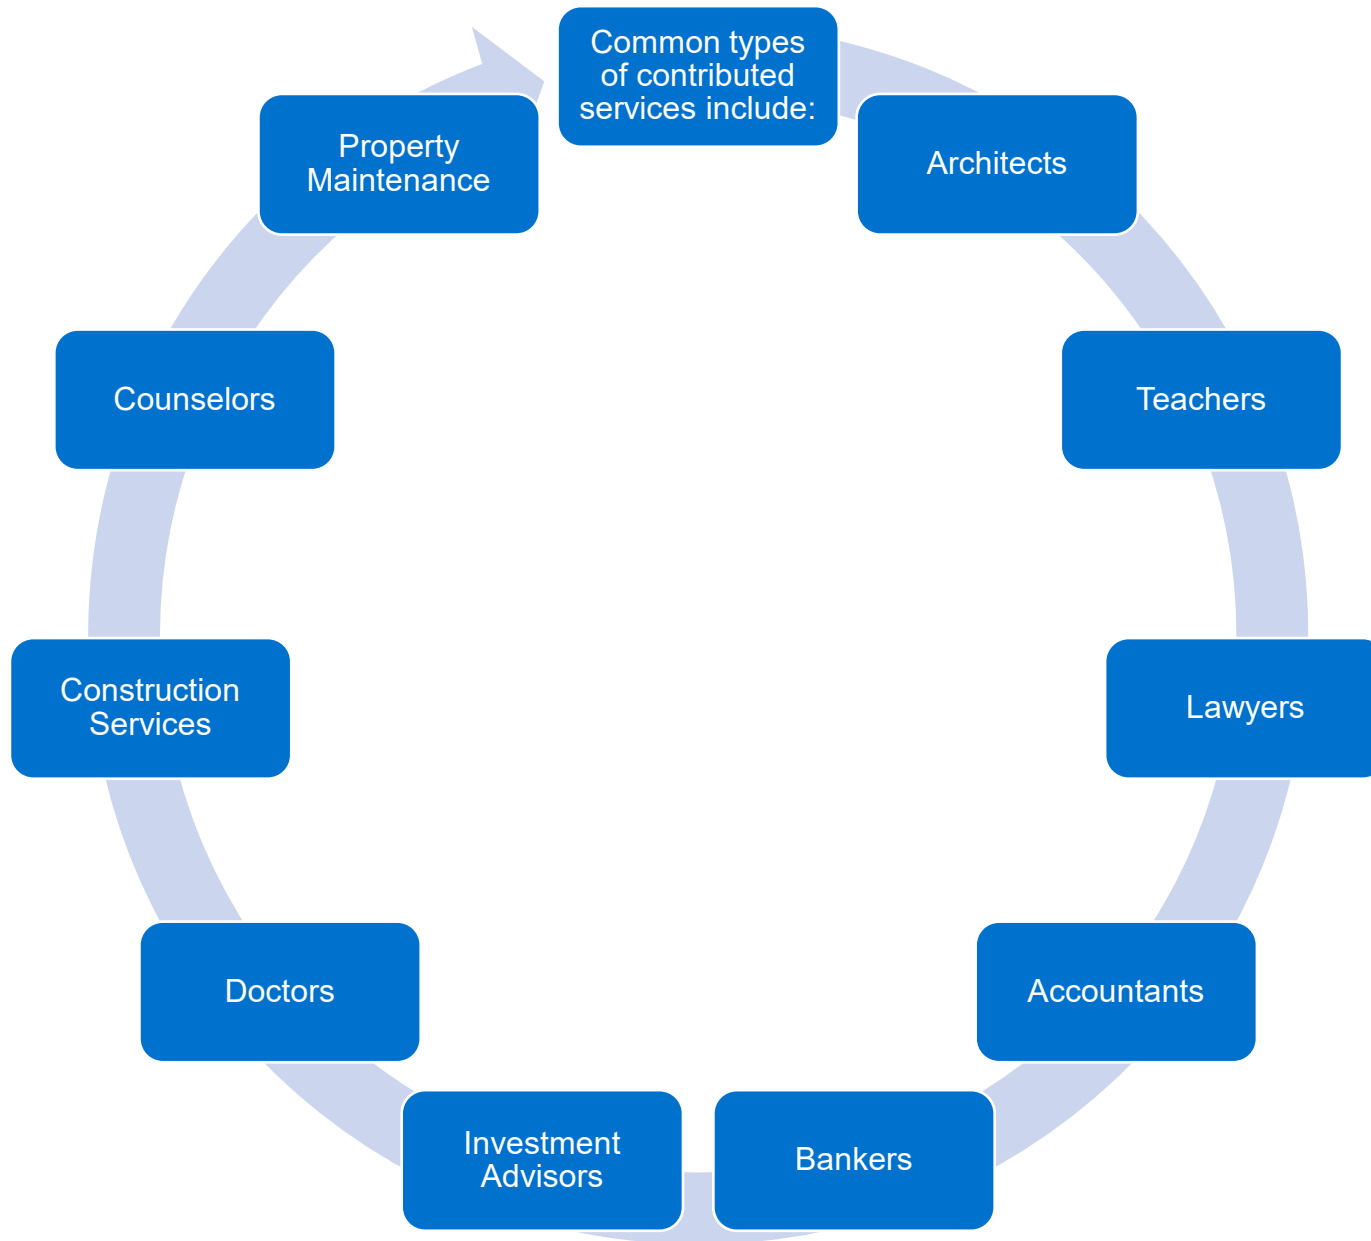 Common types
of contributed
services include:
Architects
Teachers
Lawyers
Accountants
Bankers
Investment
Advisors
Doctors
Construction
Services
Counselors
Property
Maintenance